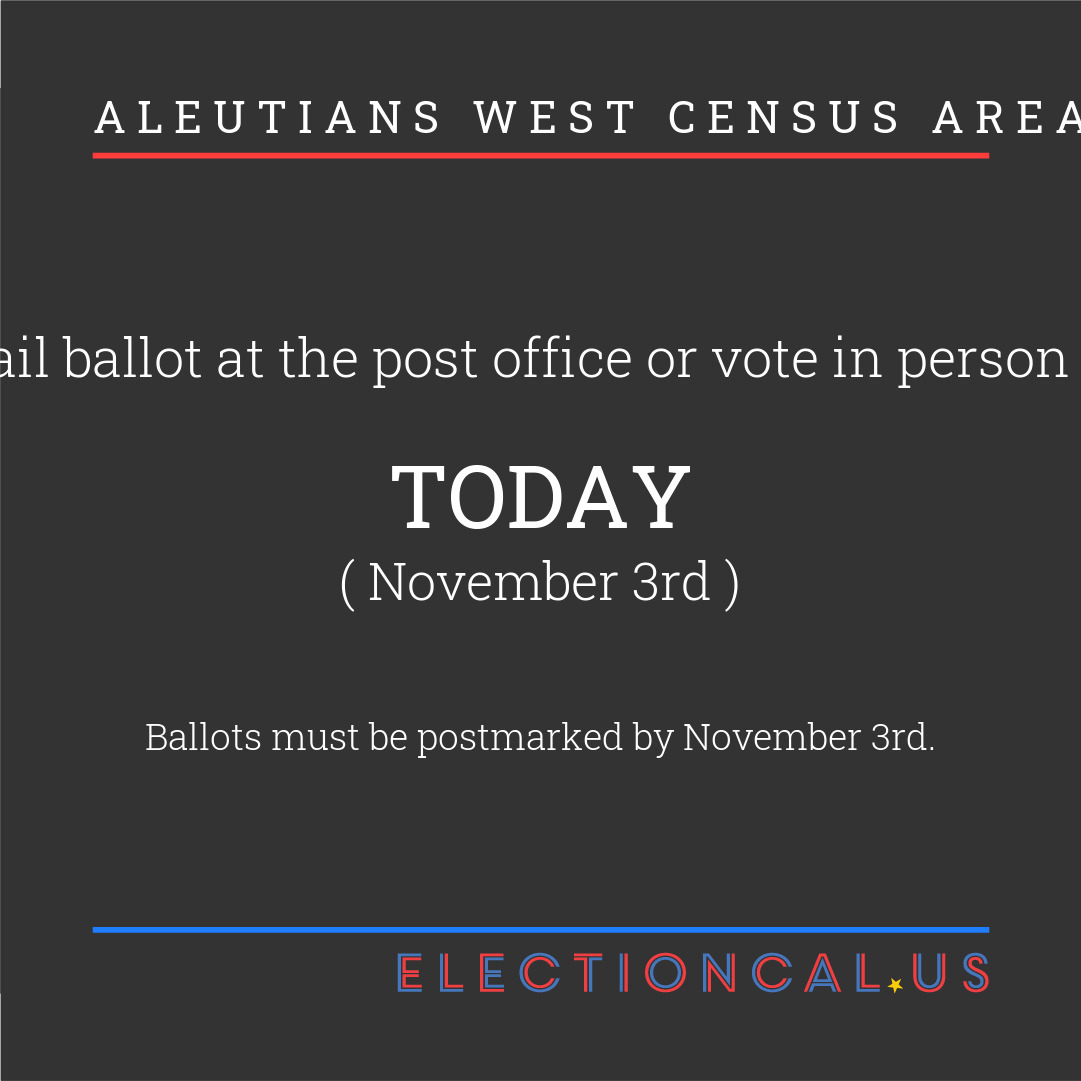 ALEUTIANS WEST CENSUS AREA
ail ballot at the post office or vote in person
TODAY
( November 3rd )
Ballots must be postmarked by November 3rd.
ELECTIONCAL.US